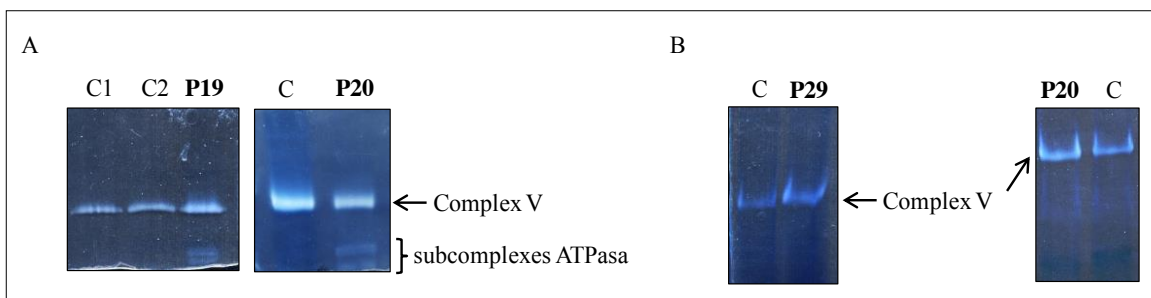 A
B
C1 C2 P19 C P20
C P29
P20 C
Complex V
subcomplexes ATPasa
Complex V